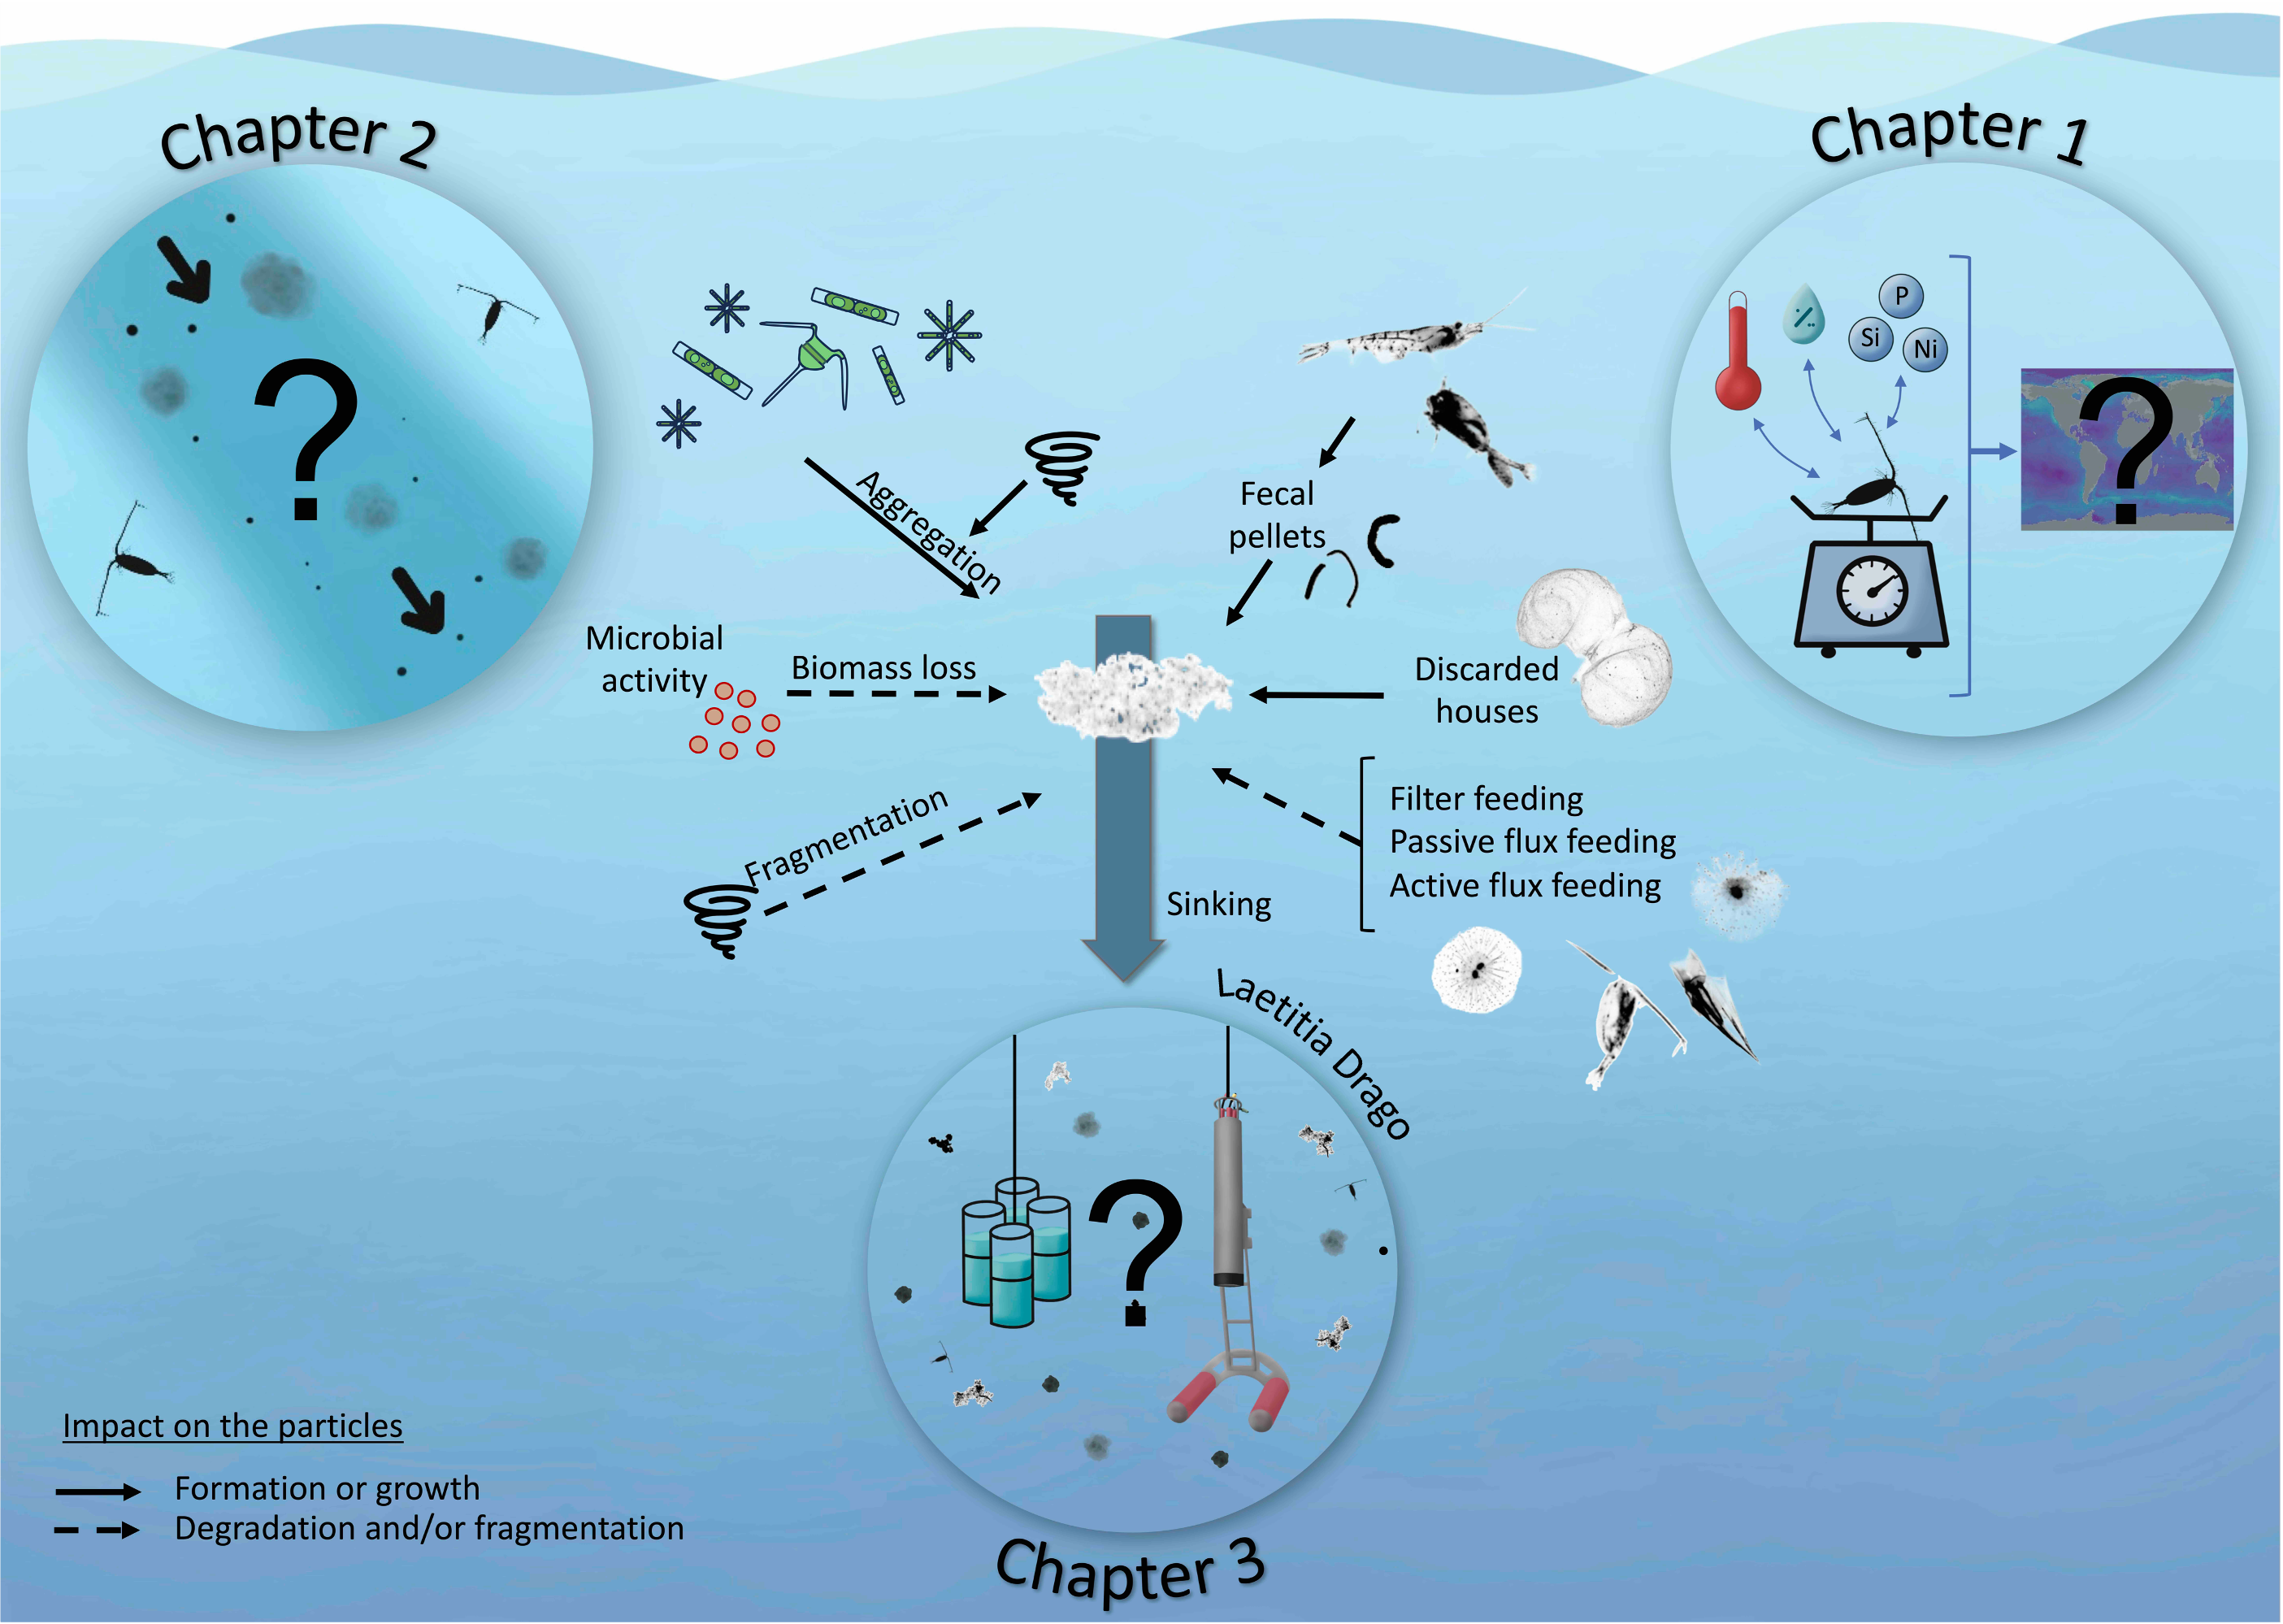 Chapter 2
Chapter 1
P
Si
Ni
%
Aggregation
Fecal
pellets
Microbial
activity
Biomass loss
Discarded
houses
Fragmentation
Filter feeding
Passive flux feeding
Active flux feeding
Sinking
Laetitia Drago
?
?
?
Chapter 3
Impact on the particles
Formation or growth
Degradation and/or fragmentation